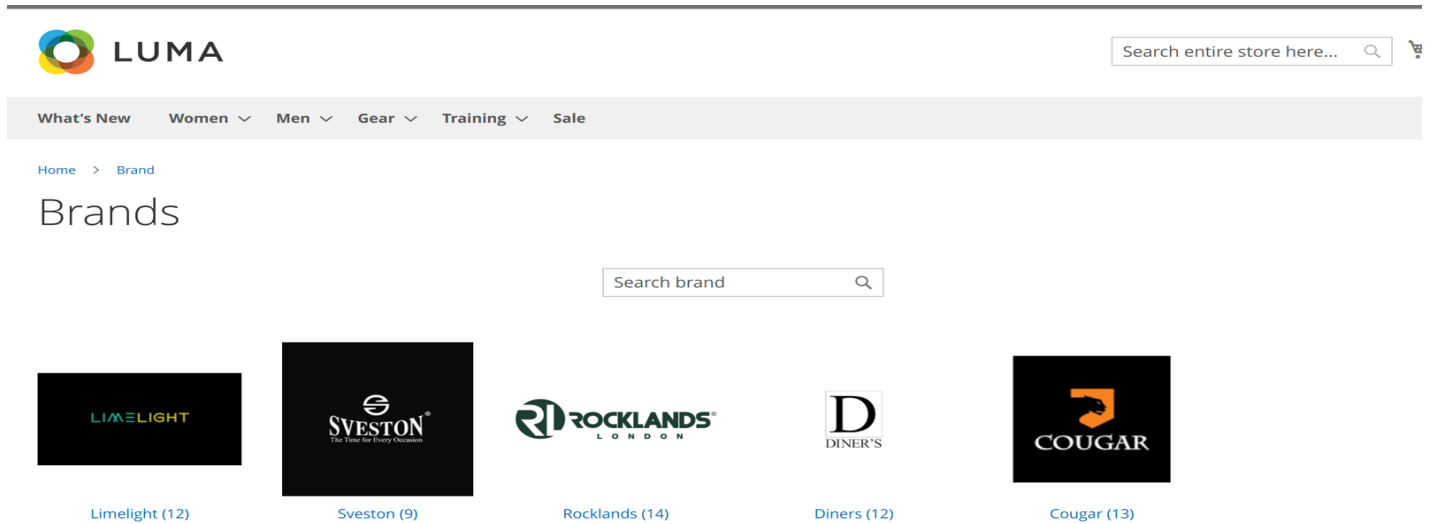 LUMA
Search entire store here...
What's New Women Men Gear Training Sale
Home > Brand
Brands
Search brand
LIMELIGHT
SVESTON®
The Time for Every Occasion
RL ROCKLANDS®
LONDON
D
DINER'S
COUGAR
Limelight (12) Sveston (9) Rocklands (14) Diners (12) Cougar (13)